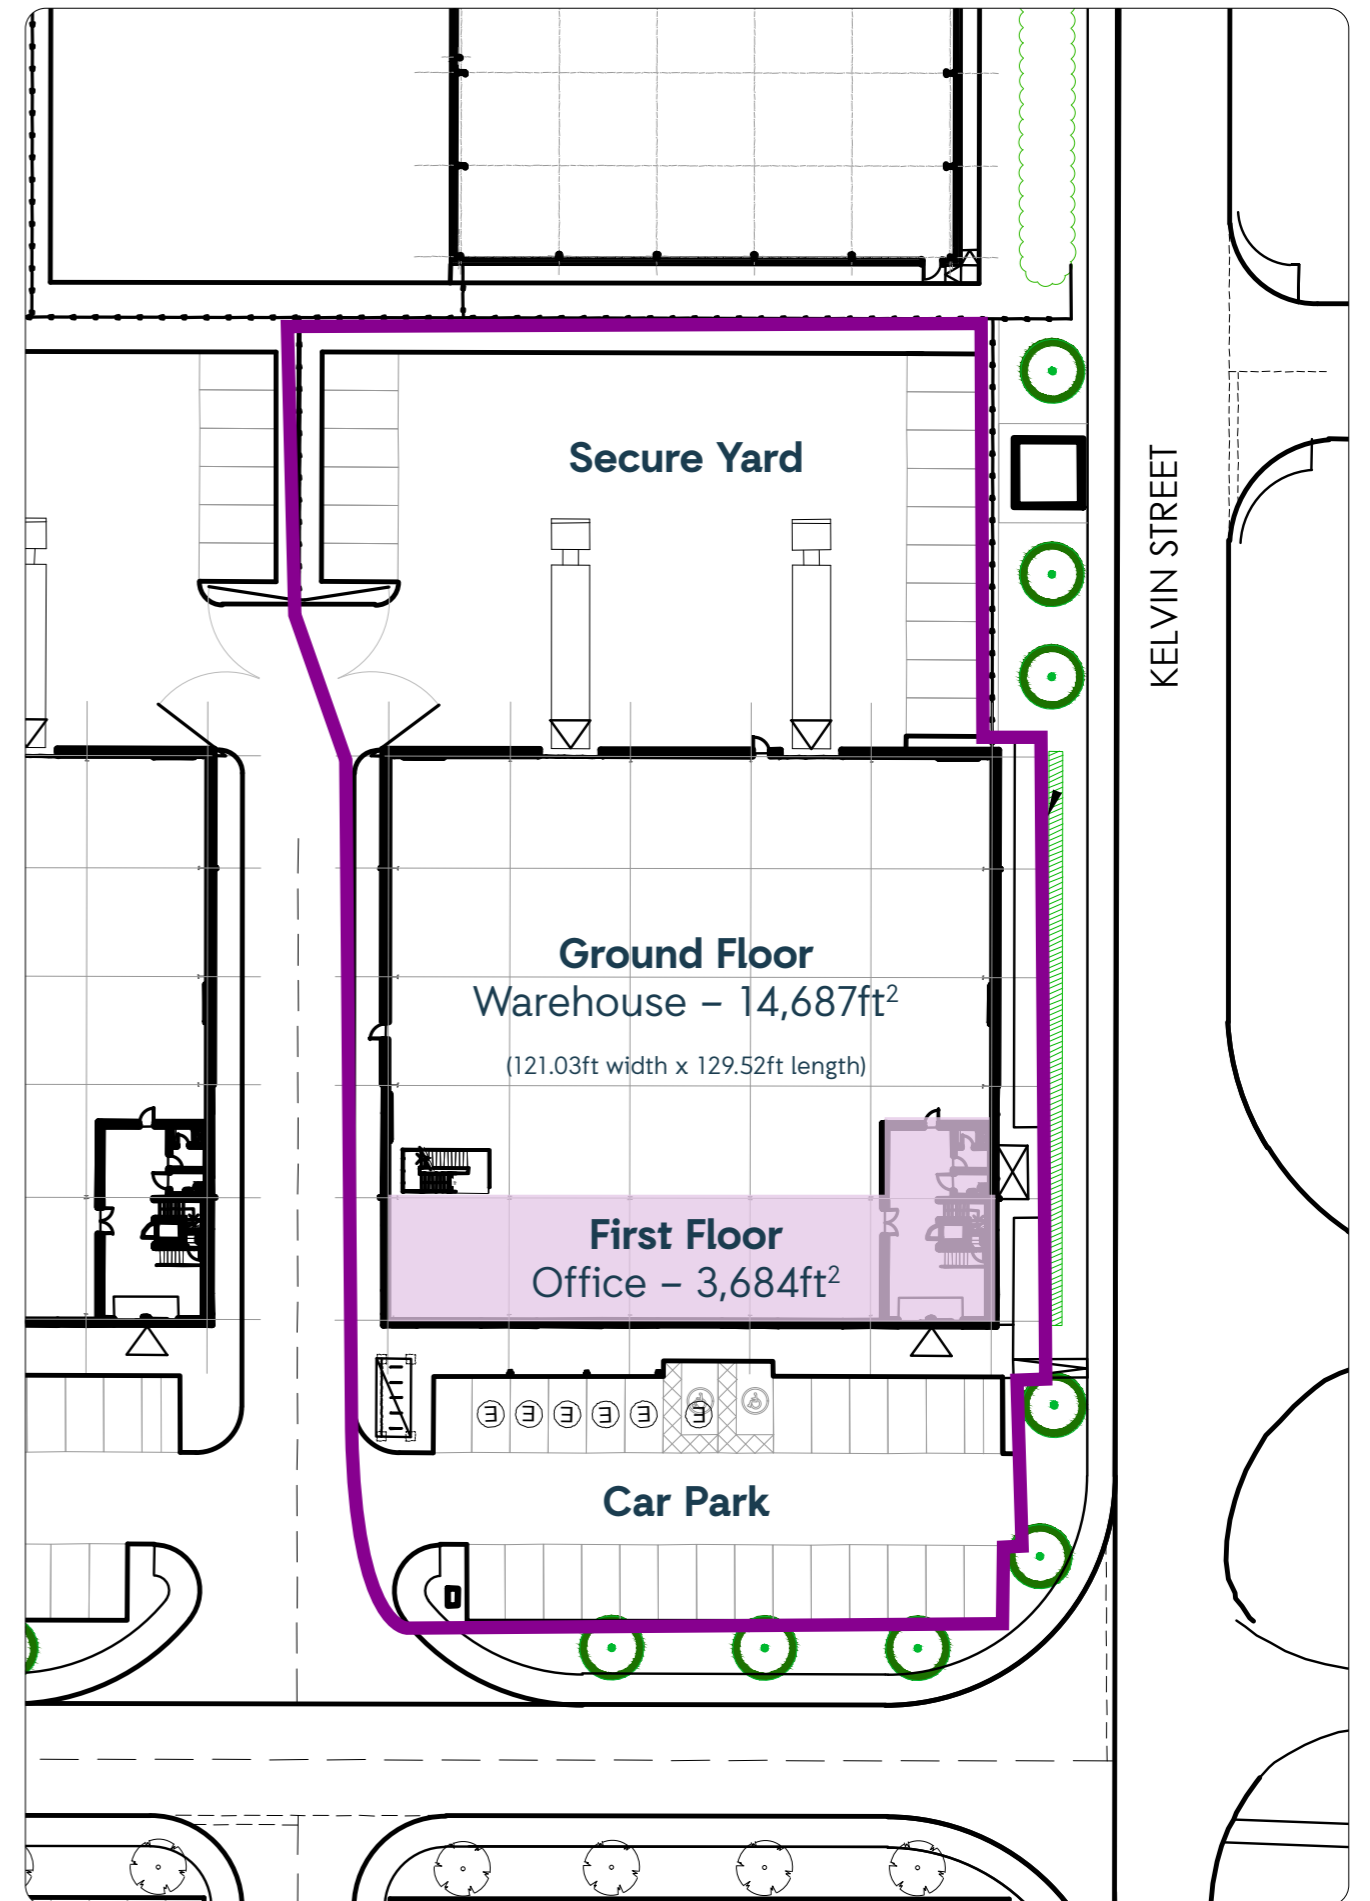 Secure Yard
KELVIN STREET
Ground Floor
Warehouse – 14,687ft²
(121.03ft width x 129.52ft length)
First Floor
Office – 3,684ft²
E E E E E E
Car Park